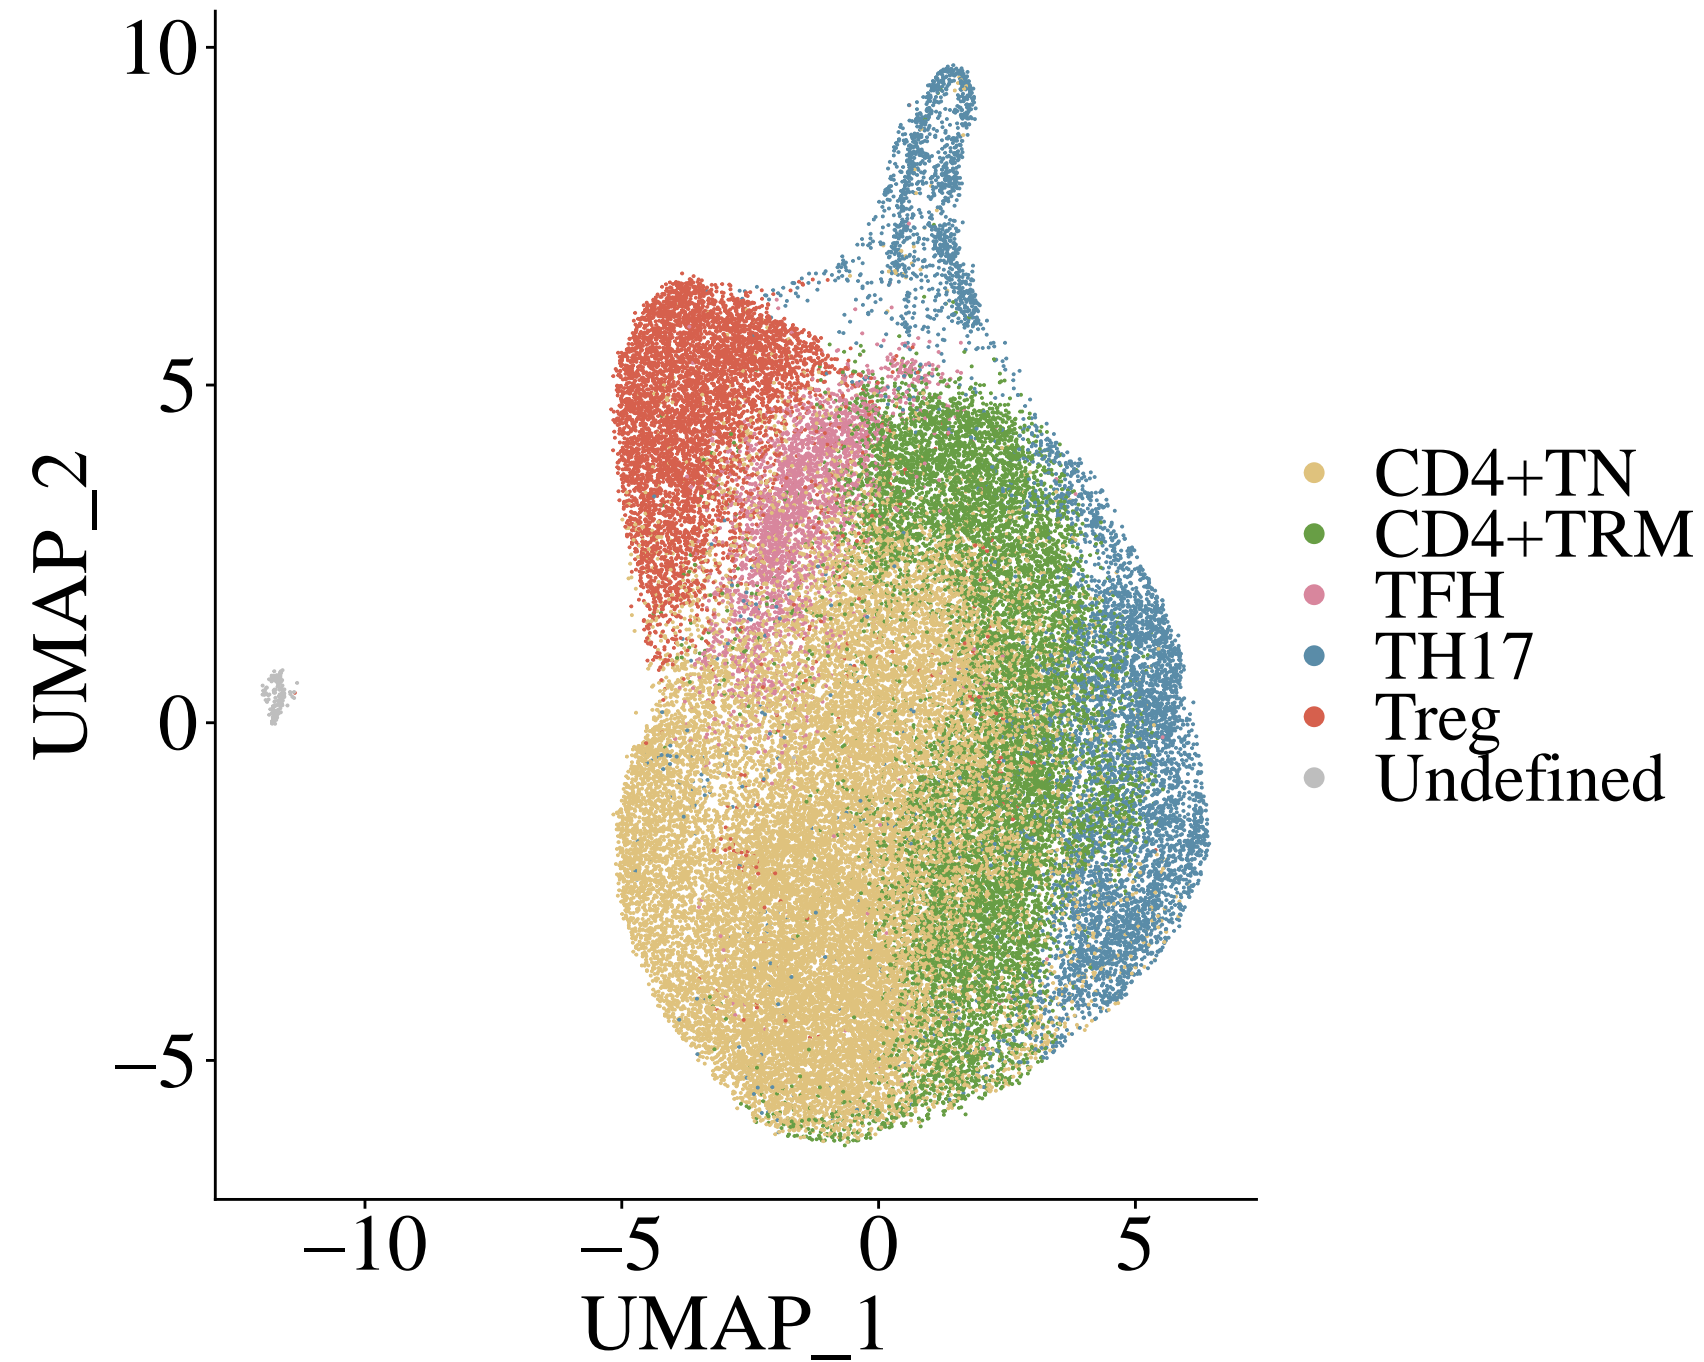 10
5
0
−5
UMAP_2
−10
−5
0
5
UMAP_1
CD4+TN
CD4+TRM
TFH
TH17
Treg
Undefined